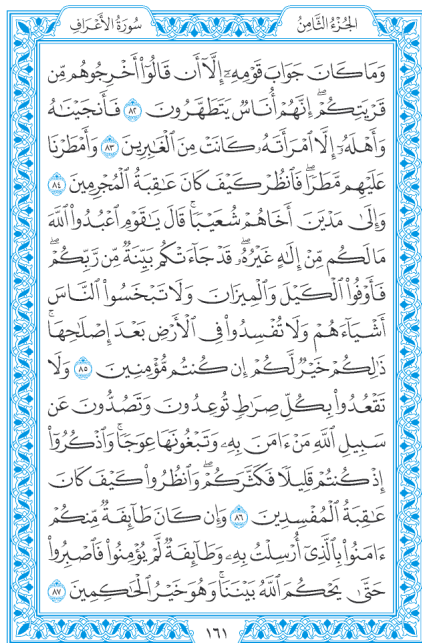 الجُزْءُ الثَّامِنُ
سُورَةُ الأَعْرَافِ
وَمَا كَانَ جَوَابَ قَوْمِهِۦٓ إِلَّآ أَن قَالُوٓا۟ أَخْرِجُوهُم مِّن
قَرْيَتِكُمْ ۖ إِنَّهُمْ أُنَاسٌ يَتَطَهَّرُونَ ٨٢ فَأَنجَيْنَٰهُ
وَأَهْلَهُۥٓ إِلَّا ٱمْرَأَتَهُۥ كَانَتْ مِنَ ٱلْغَٰبِرِينَ ٨٣ وَأَمْطَرْنَا
عَلَيْهِم مَّطَرًا ۖ فَٱنظُرْ كَيْفَ كَانَ عَٰقِبَةُ ٱلْمُجْرِمِينَ ٨٤
وَإِلَىٰ مَدْيَنَ أَخَاهُمْ شُعَيْبًا ۗ قَالَ يَٰقَوْمِ ٱعْبُدُوا۟ ٱللَّهَ
مَا لَكُم مِّنْ إِلَٰهٍ غَيْرُهُۥ ۖ قَدْ جَآءَتْكُم بَيِّنَةٌ مِّن رَّبِّكُمْ ۖ
فَأَوْفُوا۟ ٱلْكَيْلَ وَٱلْمِيزَانَ وَلَا تَبْخَسُوا۟ ٱلنَّاسَ
أَشْيَآءَهُمْ وَلَا تُفْسِدُوا۟ فِى ٱلْأَرْضِ بَعْدَ إِصْلَٰحِهَا ۚ
ذَٰلِكُمْ خَيْرٌ لَّكُمْ إِن كُنتُم مُّؤْمِنِينَ ٨٥ وَلَا
تَقْعُدُوا۟ بِكُلِّ صِرَٰطٍ تُوعِدُونَ وَتَصُدُّونَ عَن
سَبِيلِ ٱللَّهِ مَنْ ءَامَنَ بِهِۦ وَتَبْغُونَهَا عِوَجًا ۚ وَٱذْكُرُوٓا۟
إِذْ كُنتُمْ قَلِيلًا فَكَثَّرَكُمْ ۖ وَٱنظُرُوا۟ كَيْفَ كَانَ
عَٰقِبَةُ ٱلْمُفْسِدِينَ ٨٦ وَإِن كَانَ طَآئِفَةٌ مِّنكُمْ
ءَامَنُوا۟ بِٱلَّذِىٓ أُرْسِلْتُ بِهِۦ وَطَآئِفَةٌ لَّمْ يُؤْمِنُوا۟ فَٱصْبِرُوا۟
حَتَّىٰ يَحْكُمَ ٱللَّهُ بَيْنَنَا ۚ وَهُوَ خَيْرُ ٱلْحَٰكِمِينَ ٨٧
١٦١